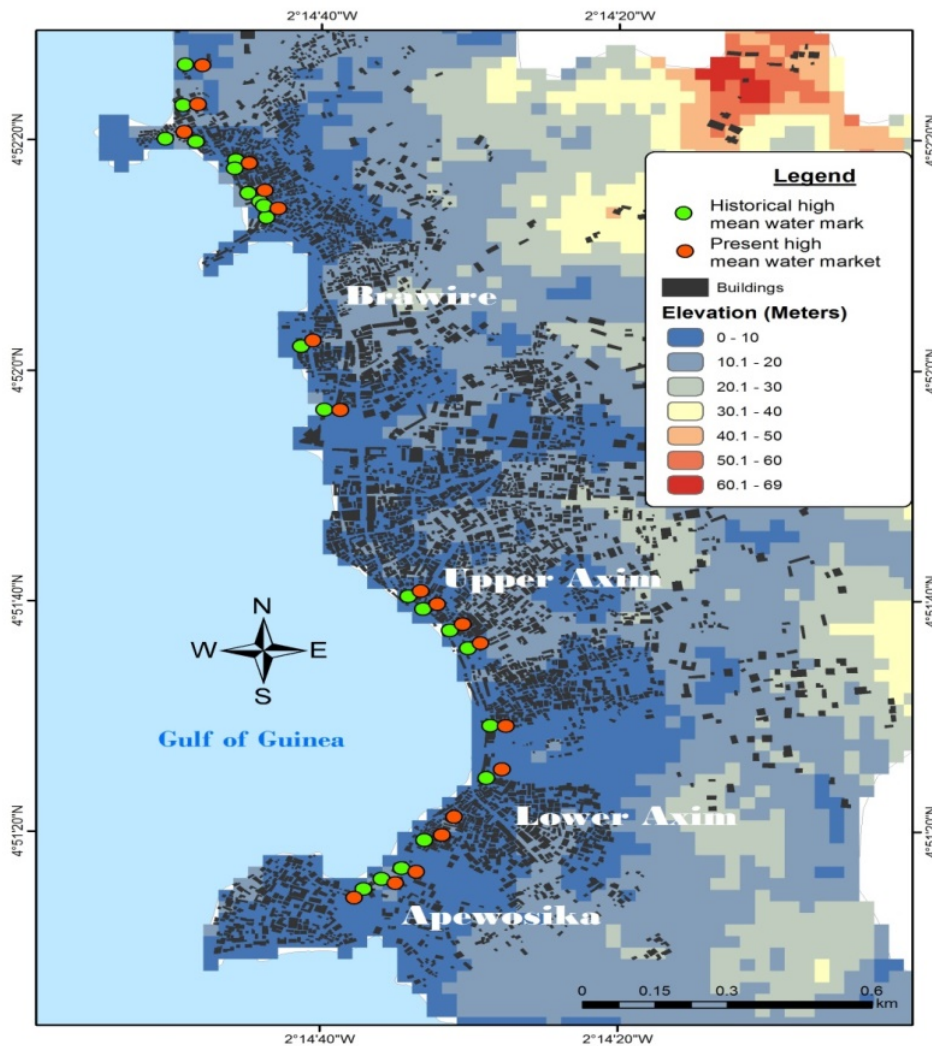 2°14'40"W
2°14'20"W
4°52'20"N
4°52'20"N
Legend
Historical high
mean water mark
Present high
mean water market
Buildings
Elevation (Meters)
0 - 10
10.1 - 20
20.1 - 30
30.1 - 40
40.1 - 50
50.1 - 60
60.1 - 69
Brawire
4°52'0"N
4°52'0"N
Upper Axim
4°51'40"N
4°51'40"N
N
W
E
S
Gulf of Guinea
Lower Axim
4°51'20"N
4°51'20"N
Apewosika
0
0.15
0.3
0.6
km
2°14'40"W
2°14'20"W